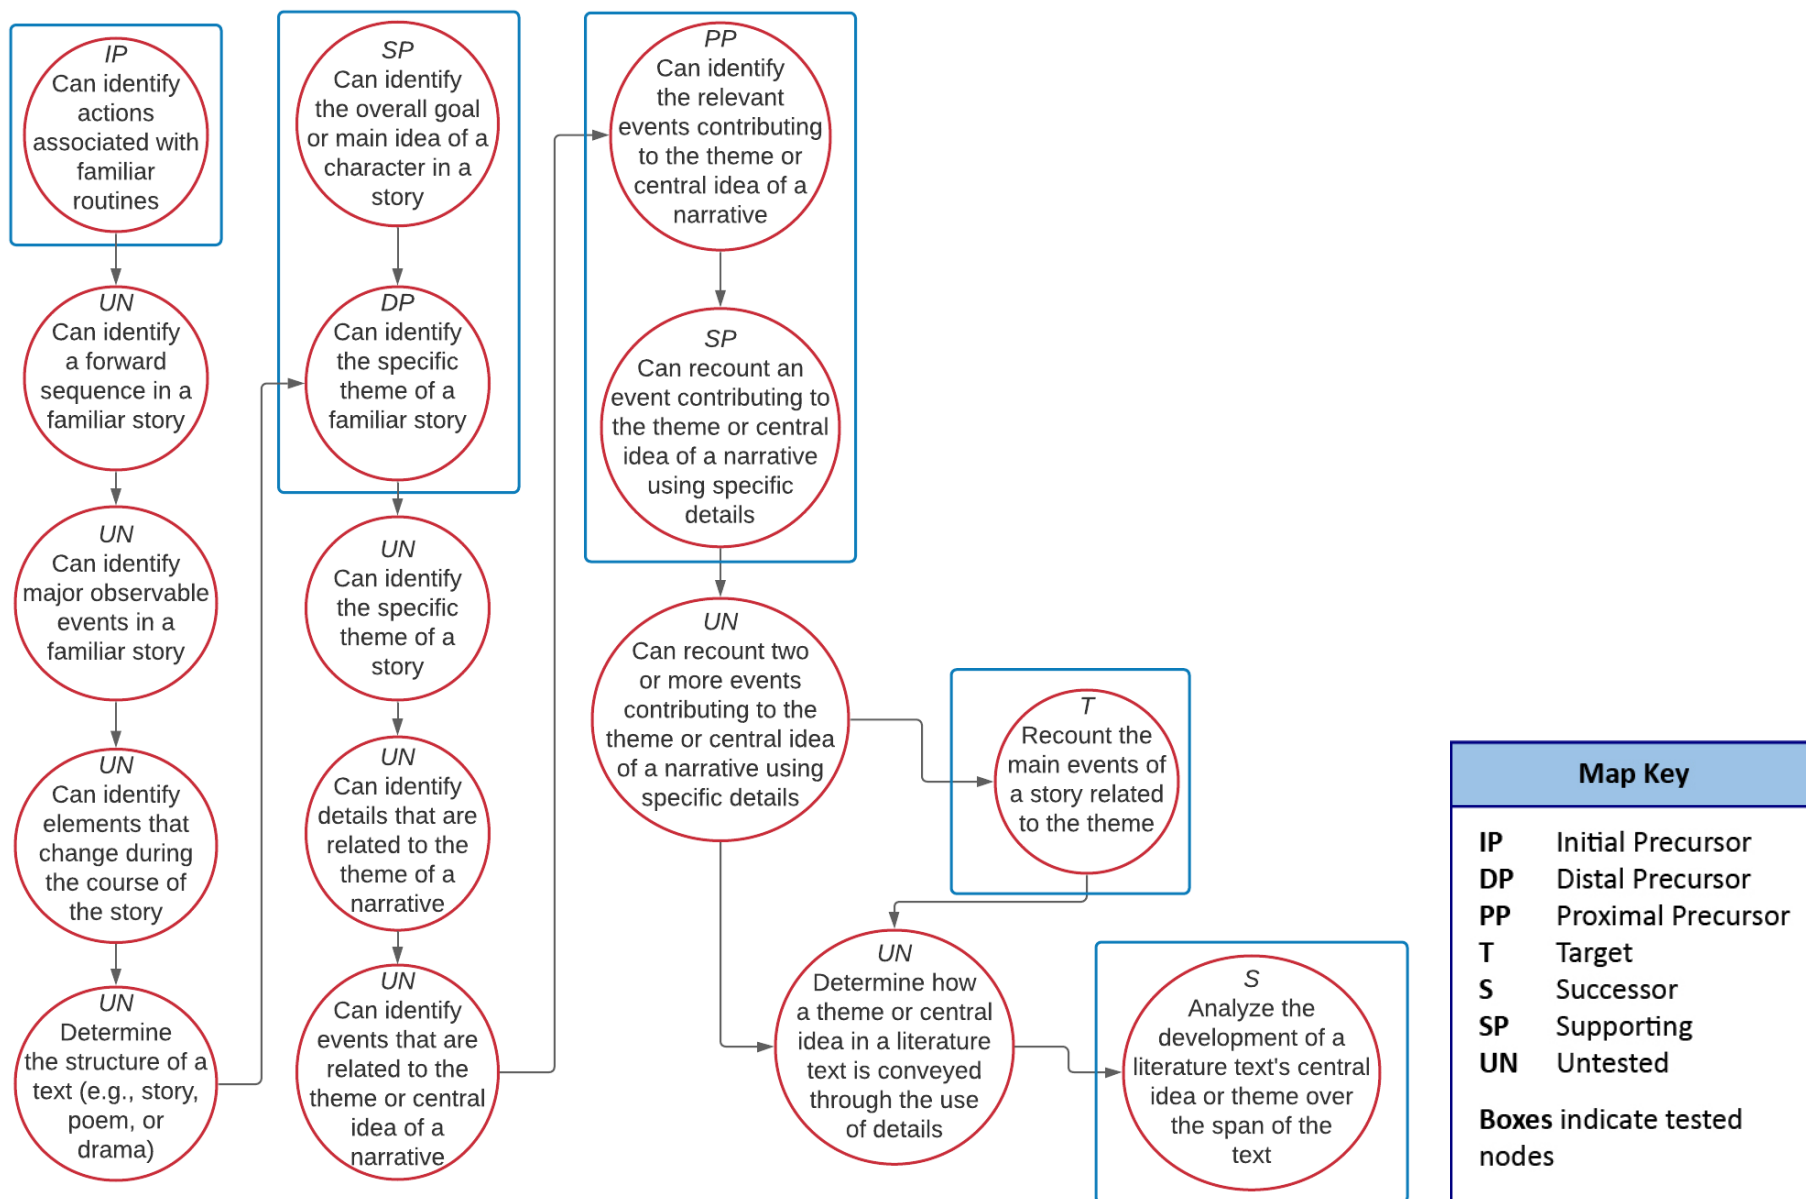 IP
Can identify
actions
associated with
familiar
routines
UN
Can identify
a forward
sequence in a
familiar story
UN
Can identify
major observable
events in a
familiar story
UN
Can identify
elements that
change during
the course of
the story
UN
Determine
the structure of a
text (e.g., story,
poem, or
drama)
SP
Can identify
the overall goal
or main idea of a
character in a
story
DP
Can identify
the specific
theme of a
familiar story
UN
Can identify
the specific
theme of a
story
UN
Can identify
details that are
related to the
theme of a
narrative
UN
Can identify
events that are
related to the
theme or central
idea of a
narrative
PP
Can identify
the relevant
events contributing
to the theme or
central idea of a
narrative
SP
Can recount an
event contributing to
the theme or central
idea of a narrative
using specific
details
UN
Can recount two
or more events
contributing to the
theme or central idea
of a narrative using
specific details
T
Recount the
main events of
a story related
to the theme
UN
Determine how
a theme or central
idea in a literature
text is conveyed
through the use
of details
S
Analyze the
development of a
literature text's central
idea or theme over
the span of the
text
Map Key
IP Initial Precursor
DP Distal Precursor
PP Proximal Precursor
T Target
S Successor
SP Supporting
UN Untested
Boxes indicate tested
nodes